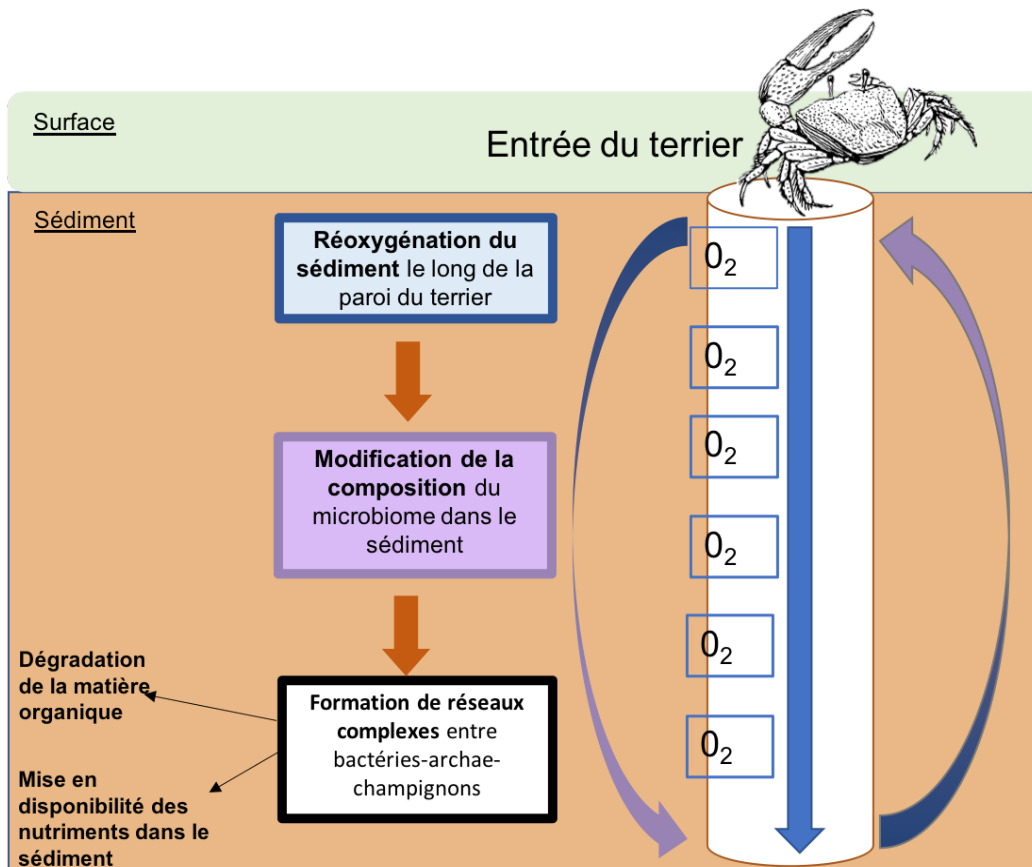 Surface
Entrée du terrier
Sédiment
Réoxygénation du
sédiment le long de la
paroi du terrier
Modification de la
composition du
microbiome dans le
sédiment
Formation de réseaux
complexes entre
bactéries-archae-
champignons
Dégradation
de la matière
organique
Mise en
disponibilité des
nutriments dans le
sédiment
0₂
0₂
0₂
0₂
0₂
0₂